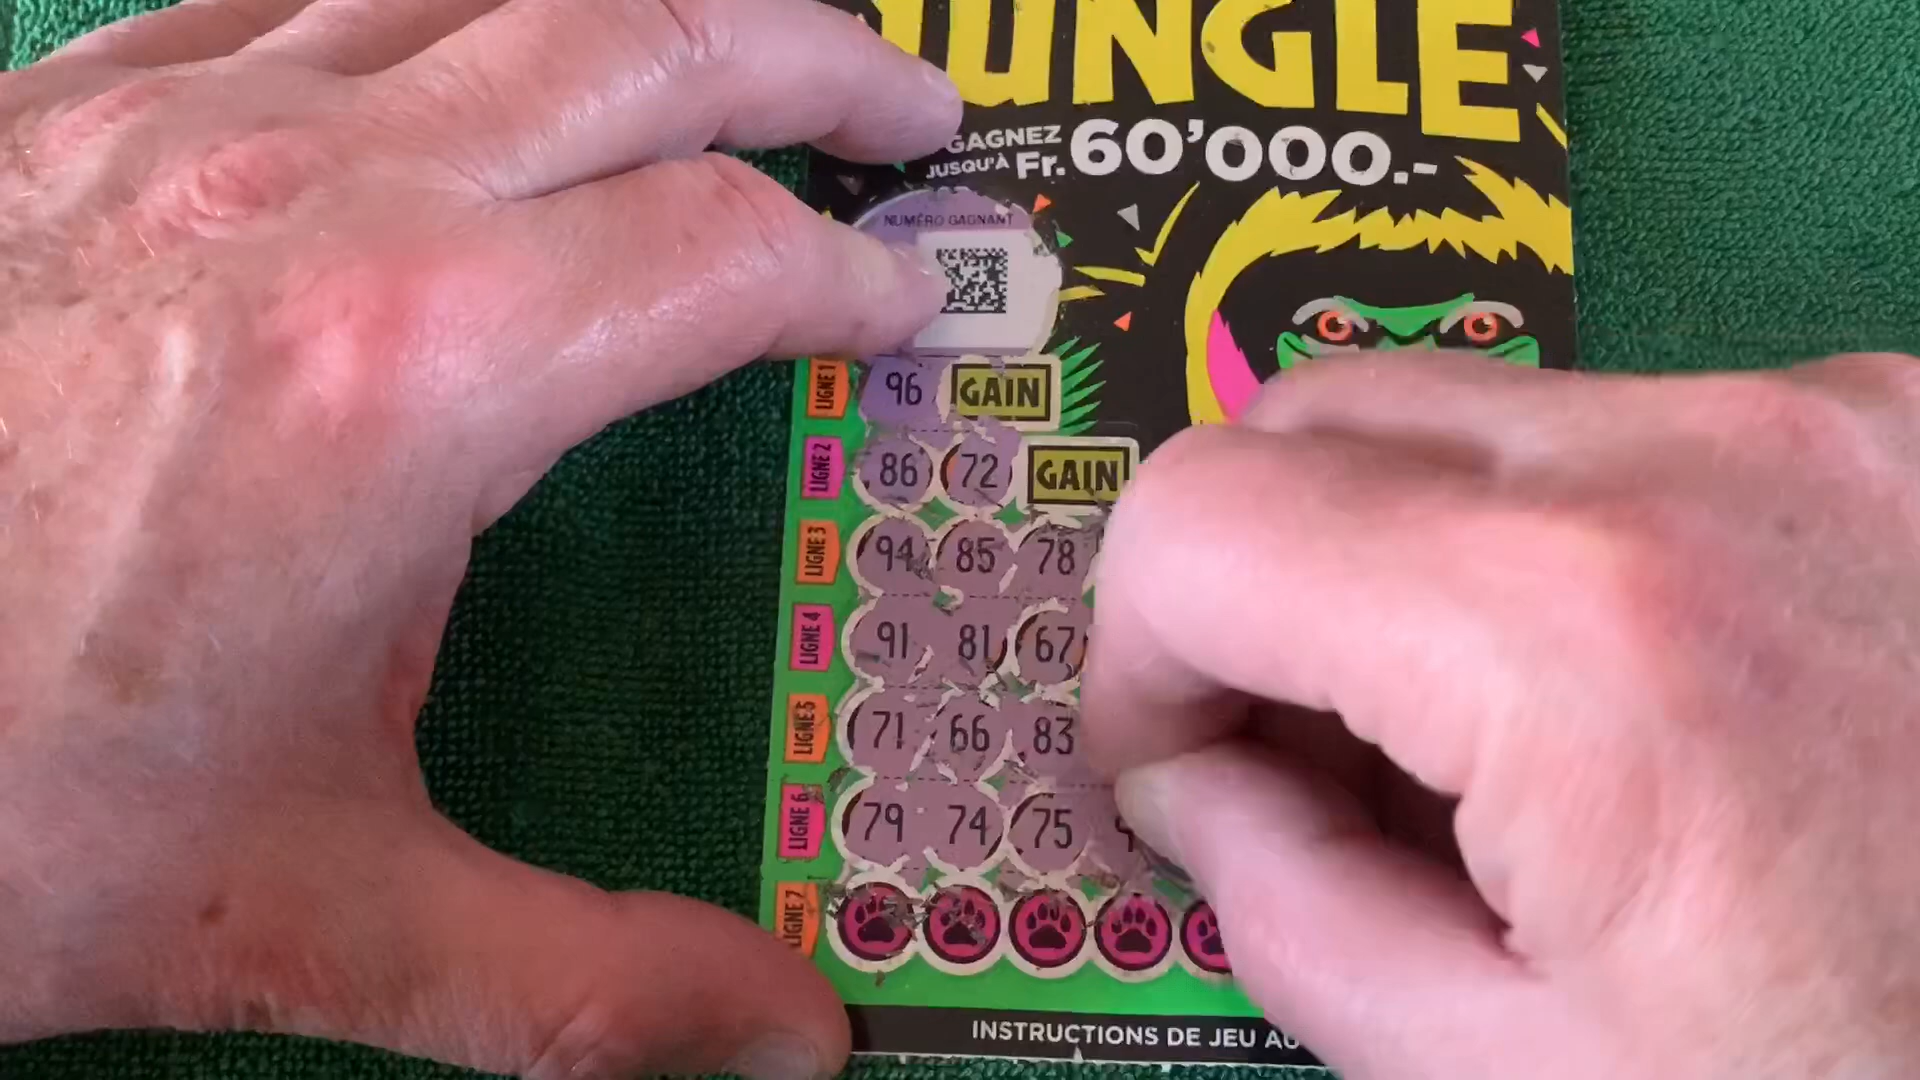 JUNGLE
GAGNEZ
JUSQU'À Fr. 60'000.-
NUMÉRO GAGNANT
LIGNE 1 96 GAIN
LIGNE 2 86 72 GAIN
LIGNE 3 94 85 78
LIGNE 4 91 81 67
LIGNE 5 71 66 83
LIGNE 6 79 74 75
LIGNE 7
INSTRUCTIONS DE JEU